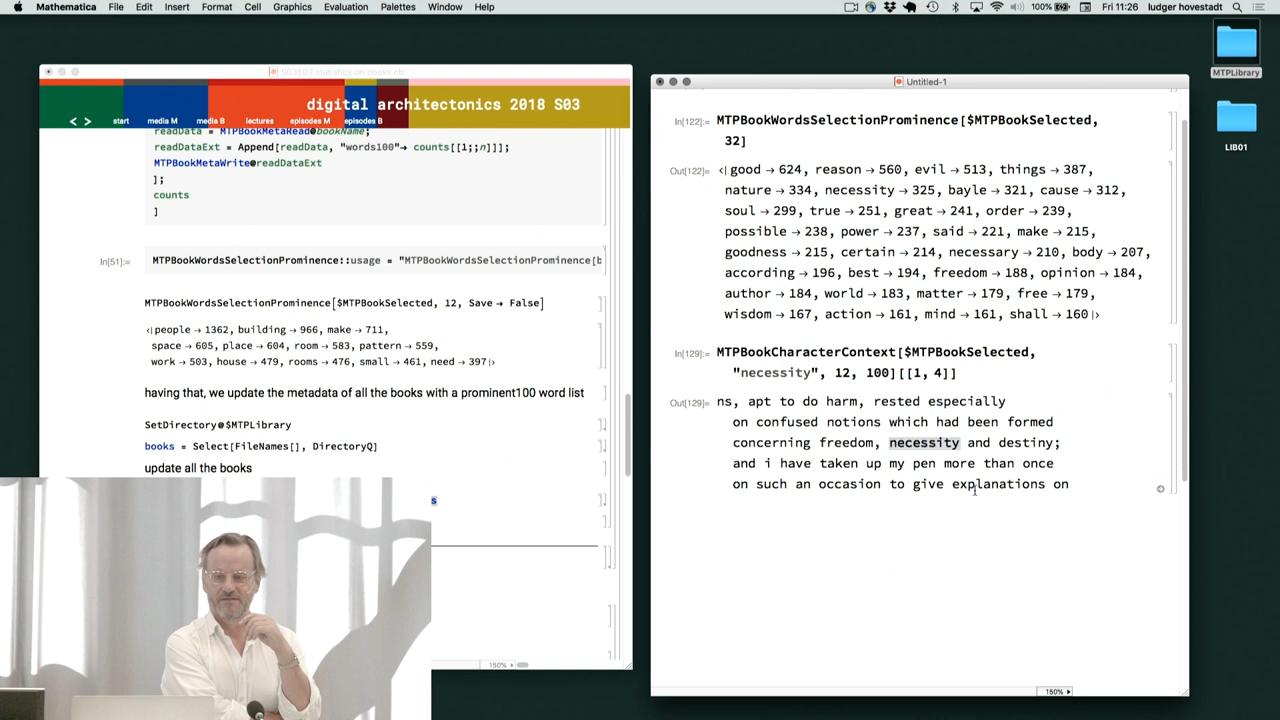 Mathematica File Edit Insert Format Cell Graphics Evaluation Palettes Window Help 100% Fri 11:26 ludger hovestadt
MTPLibrary
LIB01
S03E02 statistics on books.nb
digital architectonics 2018 S03
< > start media M media B lectures episodes M episodes B
readData = MTPBookMetaRead@bookName;
readDataExt = Append[readData, "words100"→ counts[[1;;n]]];
MTPBookMetaWrite@readDataExt
];
counts
]
In[51]:= MTPBookWordsSelectionProminence::usage = "MTPBookWordsSelectionProminence[b
MTPBookWordsSelectionProminence[$MTPBookSelected, 12, Save→ False]
<|people → 1362, building → 966, make → 711,
space → 605, place → 604, room → 583, pattern → 559,
work → 503, house → 479, rooms → 476, small → 461, need → 397|>
having that, we update the metadata of all the books with a prominent100 word list
SetDirectory@$MTPLibrary
books = Select[FileNames[], DirectoryQ]
update all the books
s
150%
Untitled-1
In[122]:= MTPBookWordsSelectionProminence[$MTPBookSelected,
32]
Out[122]= <|good → 624, reason → 560, evil → 513, things → 387,
nature → 334, necessity → 325, bayle → 321, cause → 312,
soul → 299, true → 251, great → 241, order → 239,
possible → 238, power → 237, said → 221, make → 215,
goodness → 215, certain → 214, necessary → 210, body → 207,
according → 196, best → 194, freedom → 188, opinion → 184,
author → 184, world → 183, matter → 179, free → 179,
wisdom → 167, action → 161, mind → 161, shall → 160|>
In[129]:= MTPBookCharacterContext[$MTPBookSelected,
"necessity", 12, 100][[1, 4]]
Out[129]= ns, apt to do harm, rested especially
on confused notions which had been formed
concerning freedom, necessity and destiny;
and i have taken up my pen more than once
on such an occasion to give explanations on
150%